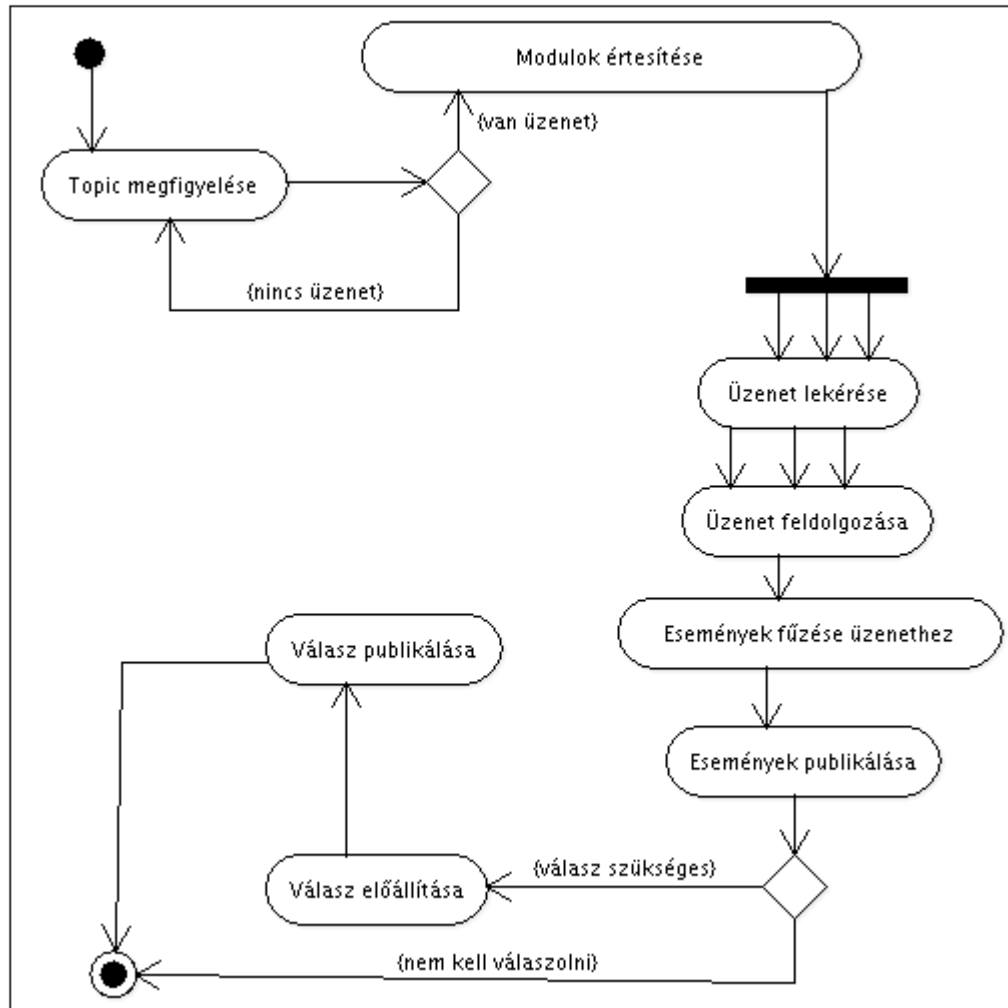 Modulok értesítése
{van üzenet}
Topic megfigyelése
{nincs üzenet}
Üzenet lekérése
Üzenet feldolgozása
Események fűzése üzenethez
Válasz publikálása
Események publikálása
{válasz szükséges}
Válasz előállítása
{nem kell válaszolni}